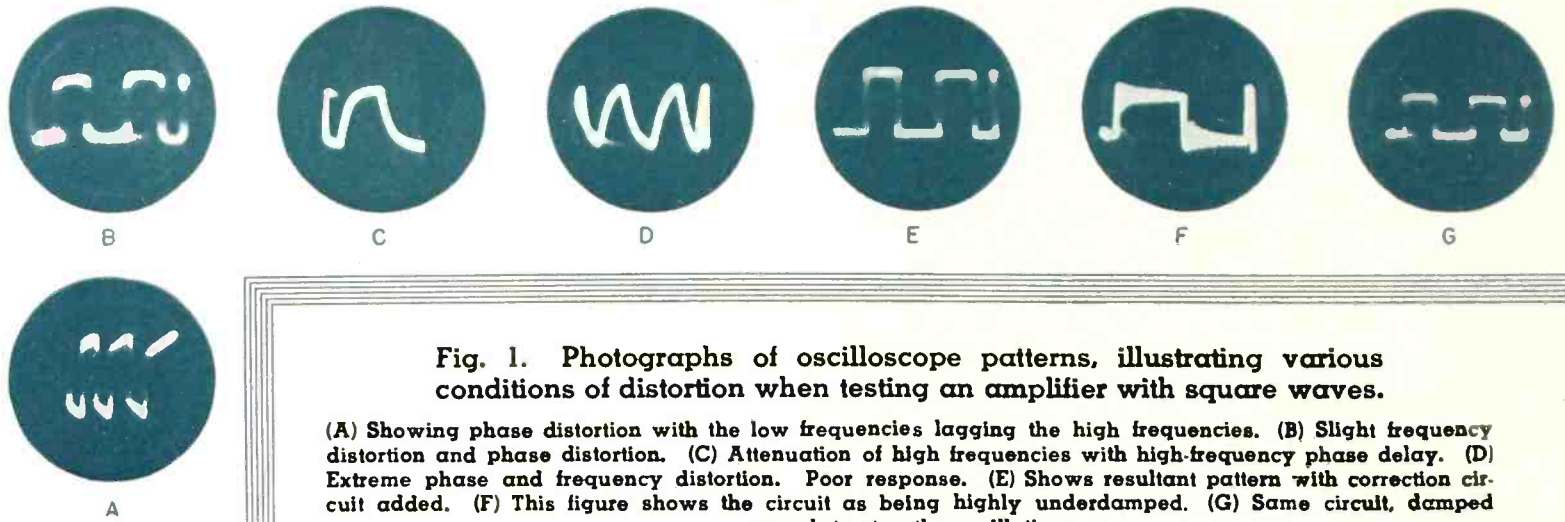 B C D E F G
A
Fig. 1. Photographs of oscilloscope patterns, illustrating various
conditions of distortion when testing an amplifier with square waves.
(A) Showing phase distortion with the low frequencies lagging the high frequencies. (B) Slight frequency
distortion and phase distortion. (C) Attenuation of high frequencies with high-frequency phase delay. (D)
Extreme phase and frequency distortion. Poor response. (E) Shows resultant pattern with correction cir-
cuit added. (F) This figure shows the circuit as being highly underdamped. (G) Same circuit, damped